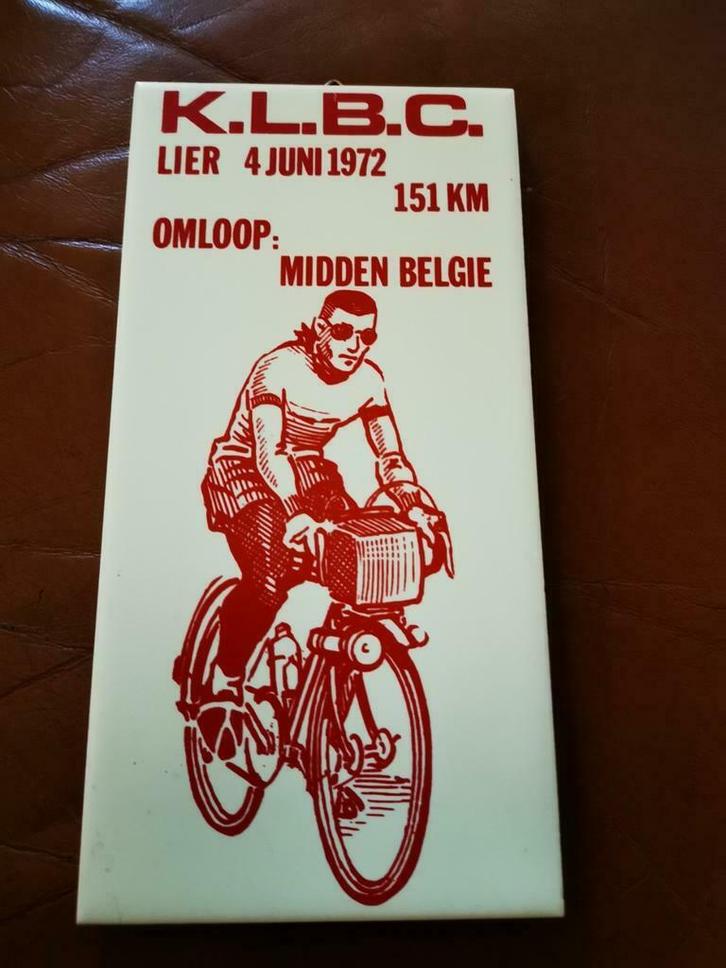 K.L.B.C.
LIER 4 JUNI 1972
151 KM
OMLOOP:
MIDDEN BELGIE